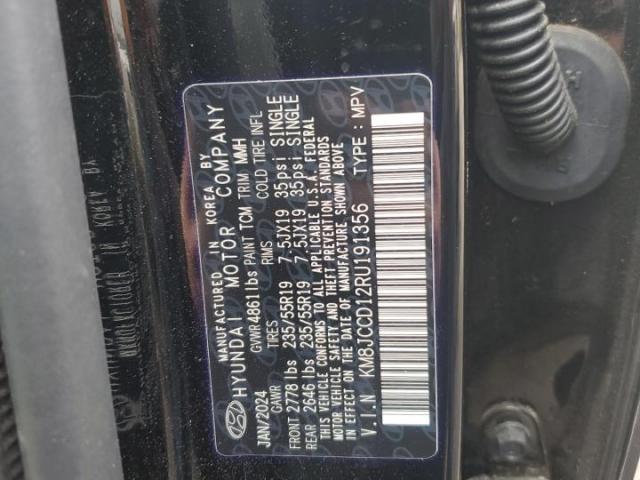 MANUFACTURED IN KOREA BY
HYUNDAI MOTOR COMPANY
JAN/2024 GVWR 4861lbs PAINT TCM TRIM MMH
GAWR TIRES RIMS COLD TIRE INFL
FRONT 2778 lbs 235/55R19 7.5JX19 35psi SINGLE
REAR 2646 lbs 235/55R19 7.5JX19 35psi SINGLE
THIS VEHICLE CONFORMS TO ALL APPLICABLE U.S.A. FEDERAL
MOTOR VEHICLE SAFETY AND THEFT PREVENTION STANDARDS
IN EFFECT ON THE DATE OF MANUFACTURE SHOWN ABOVE
V.I.N : KM8JCCD12RU191356 TYPE : MPV